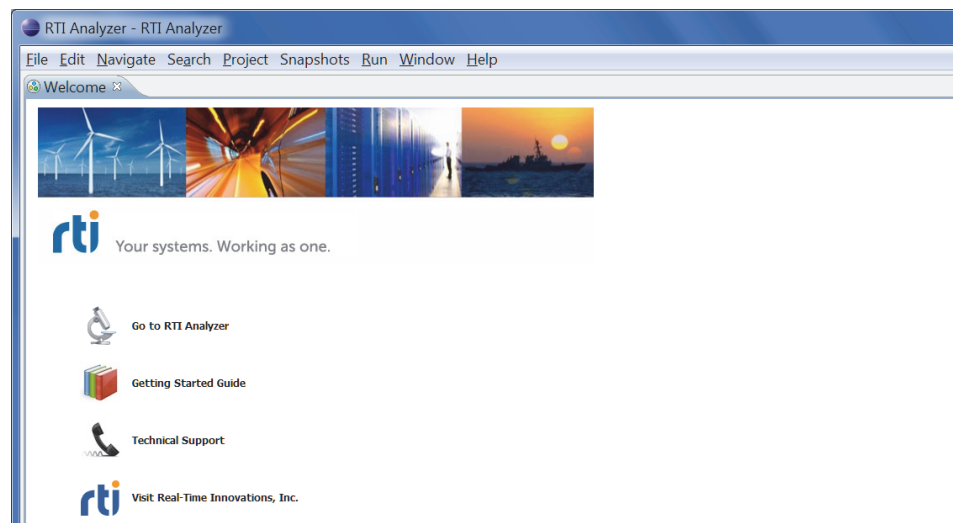 RTI Analyzer - RTI Analyzer
File Edit Navigate Search Project Snapshots Run Window Help
Welcome
rti Your systems. Working as one.
Go to RTI Analyzer
Getting Started Guide
Technical Support
rti Visit Real-Time Innovations, Inc.